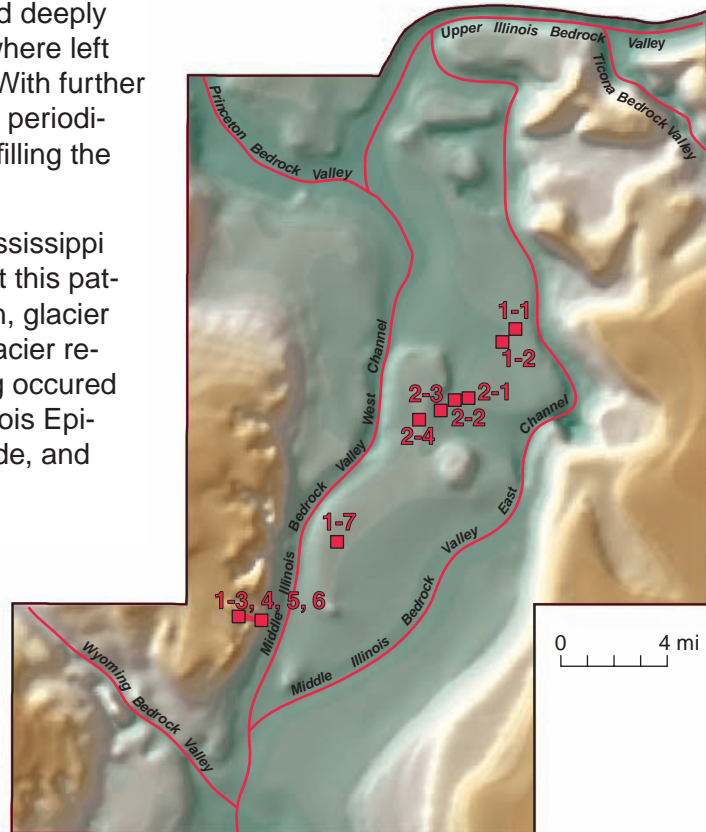 d deeply
where left
With further
periodi-
filling the
ssissippi
t this pat-
n, glacier
acier re-
g occured
ois Epi-
de, and
Upper Illinois Bedrock Valley
Ticona Bedrock Valley
Princeton Bedrock Valley
1-1
1-2
2-3
2-1
2-2
2-4
1-7
1-3, 4, 5, 6
Middle Illinois Bedrock Valley West Channel
Middle Illinois Bedrock Valley East Channel
Wyoming Bedrock Valley
0 4 mi